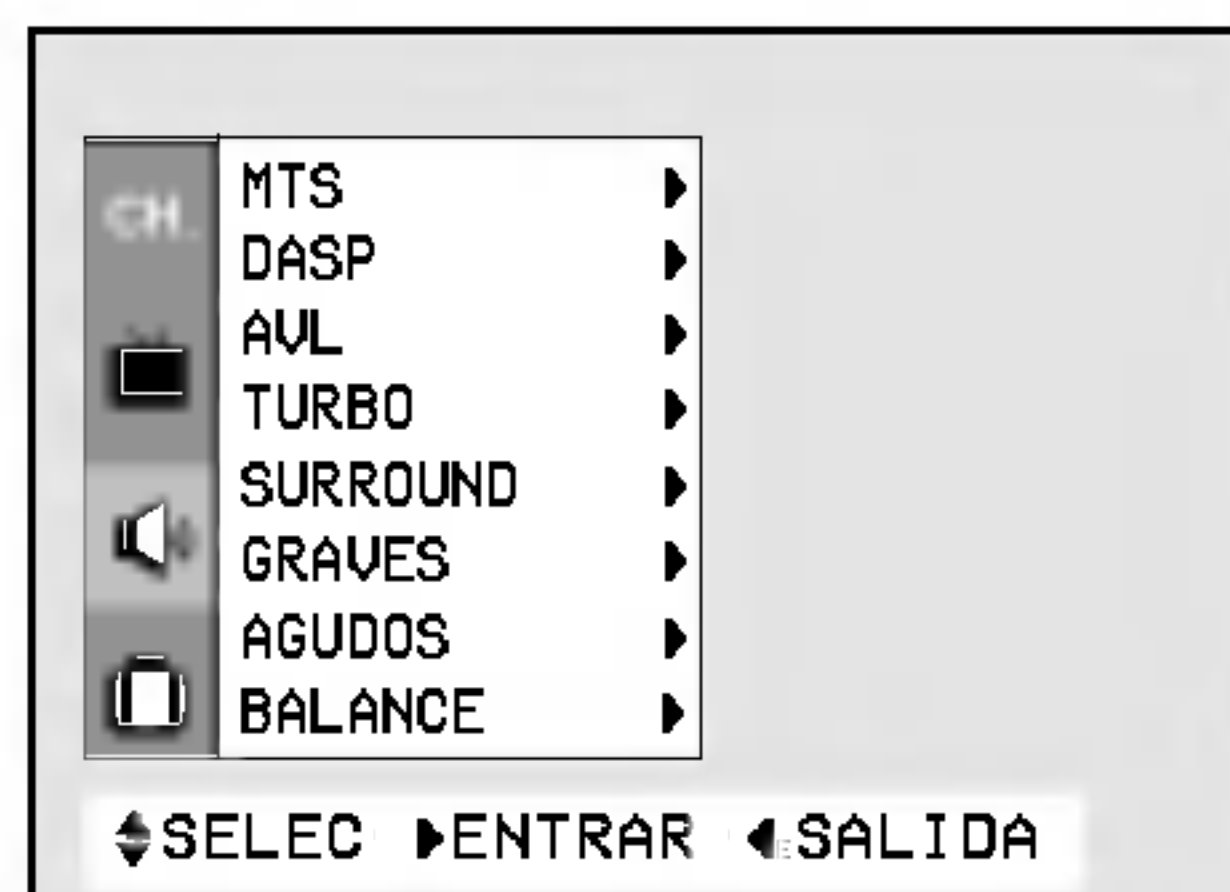 CH.
MTS
DASP
AVL
TURBO
SURROUND
GRAVES
AGUDOS
BALANCE
SELEC ENTRAR SALIDA